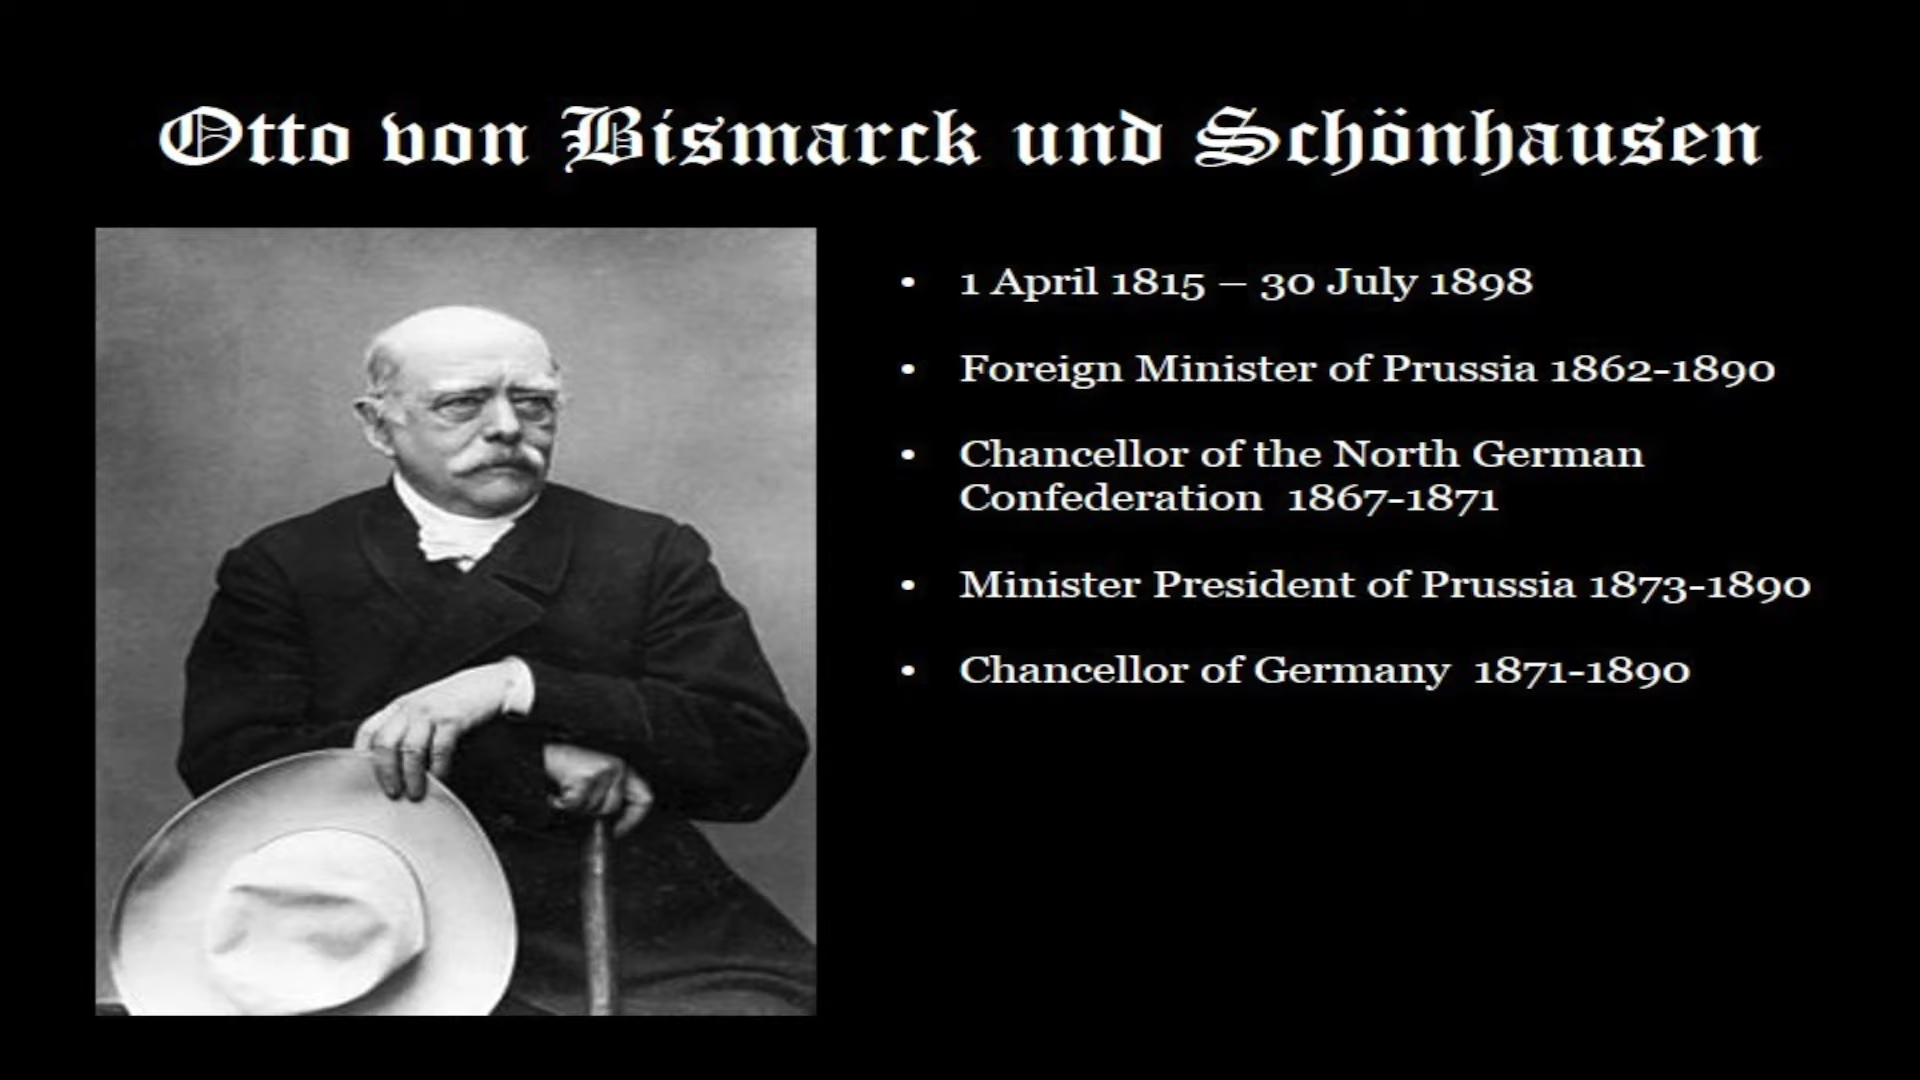 Otto von Bismarck und Schönhausen
• 1 April 1815 – 30 July 1898
• Foreign Minister of Prussia 1862-1890
• Chancellor of the North German
Confederation 1867-1871
• Minister President of Prussia 1873-1890
• Chancellor of Germany 1871-1890